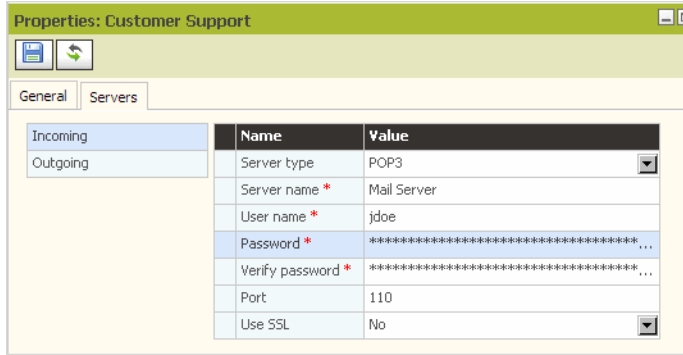 Properties: Customer Support
General Servers
Incoming
Outgoing
Name Value
Server type POP3
Server name * Mail Server
User name * jdoe
Password * ***********************************...
Verify password * ***********************************...
Port 110
Use SSL No